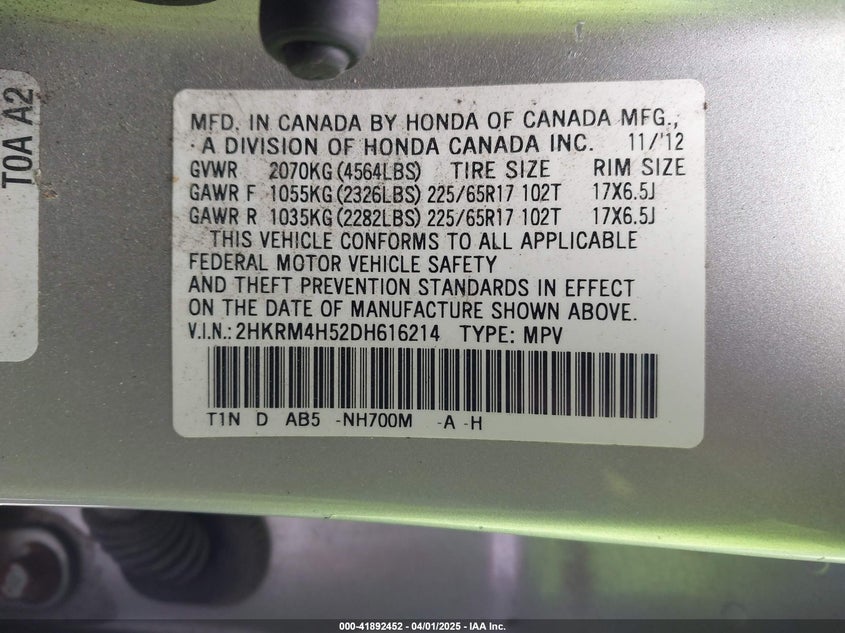 T0A A2
MFD. IN CANADA BY HONDA OF CANADA MFG.,
A DIVISION OF HONDA CANADA INC. 11/'12
GVWR 2070KG(4564LBS) TIRE SIZE RIM SIZE
GAWR F 1055KG(2326LBS) 225/65R17 102T 17X6.5J
GAWR R 1035KG(2282LBS) 225/65R17 102T 17X6.5J
THIS VEHICLE CONFORMS TO ALL APPLICABLE
FEDERAL MOTOR VEHICLE SAFETY
AND THEFT PREVENTION STANDARDS IN EFFECT
ON THE DATE OF MANUFACTURE SHOWN ABOVE.
V.I.N.:2HKRM4H52DH616214 TYPE: MPV
T1N D AB5 -NH700M -A -H
000-41892452 - 04/01/2025 - IAA Inc.